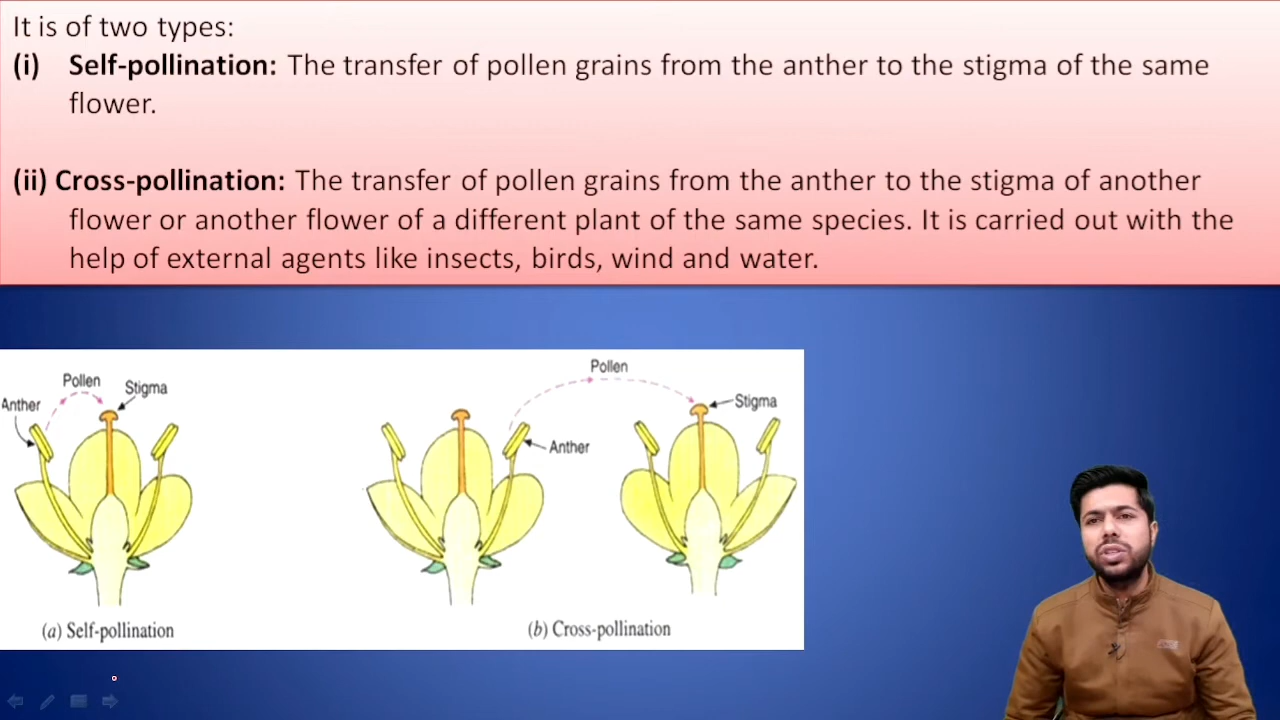 It is of two types:
(i) Self-pollination: The transfer of pollen grains from the anther to the stigma of the same
flower.
(ii) Cross-pollination: The transfer of pollen grains from the anther to the stigma of another
flower or another flower of a different plant of the same species. It is carried out with the
help of external agents like insects, birds, wind and water.
Pollen
Stigma
Anther
Pollen
Stigma
Anther
(a) Self-pollination
(b) Cross-pollination